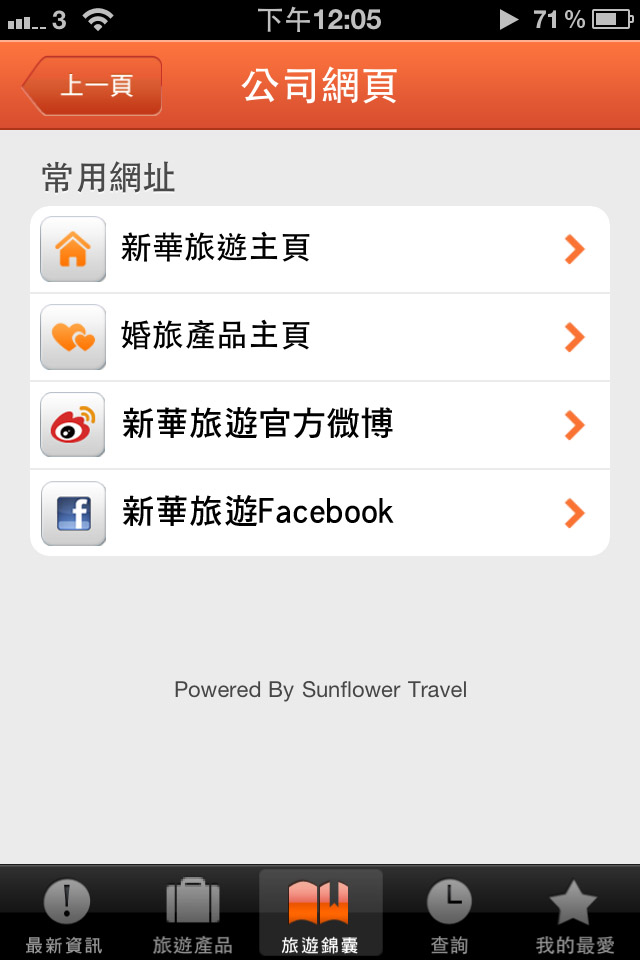 3 下午12:05 71%
上一頁 公司網頁
常用網址
新華旅遊主頁
婚旅產品主頁
新華旅遊官方微博
新華旅遊Facebook
Powered By Sunflower Travel
最新資訊 旅遊產品 旅遊錦囊 查詢 我的最愛